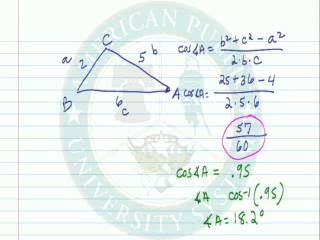 C
a 2 5 b
B 6 A
c
cos∡A = b² + c² - a² / 2·b·c
cos∡A = 25 + 36 - 4 / 2·5·6
57 / 60
cos∡A = .95
∡A cos⁻¹(.95)
∡A = 18.2°
AMERICAN PU
UNIVERSITY S